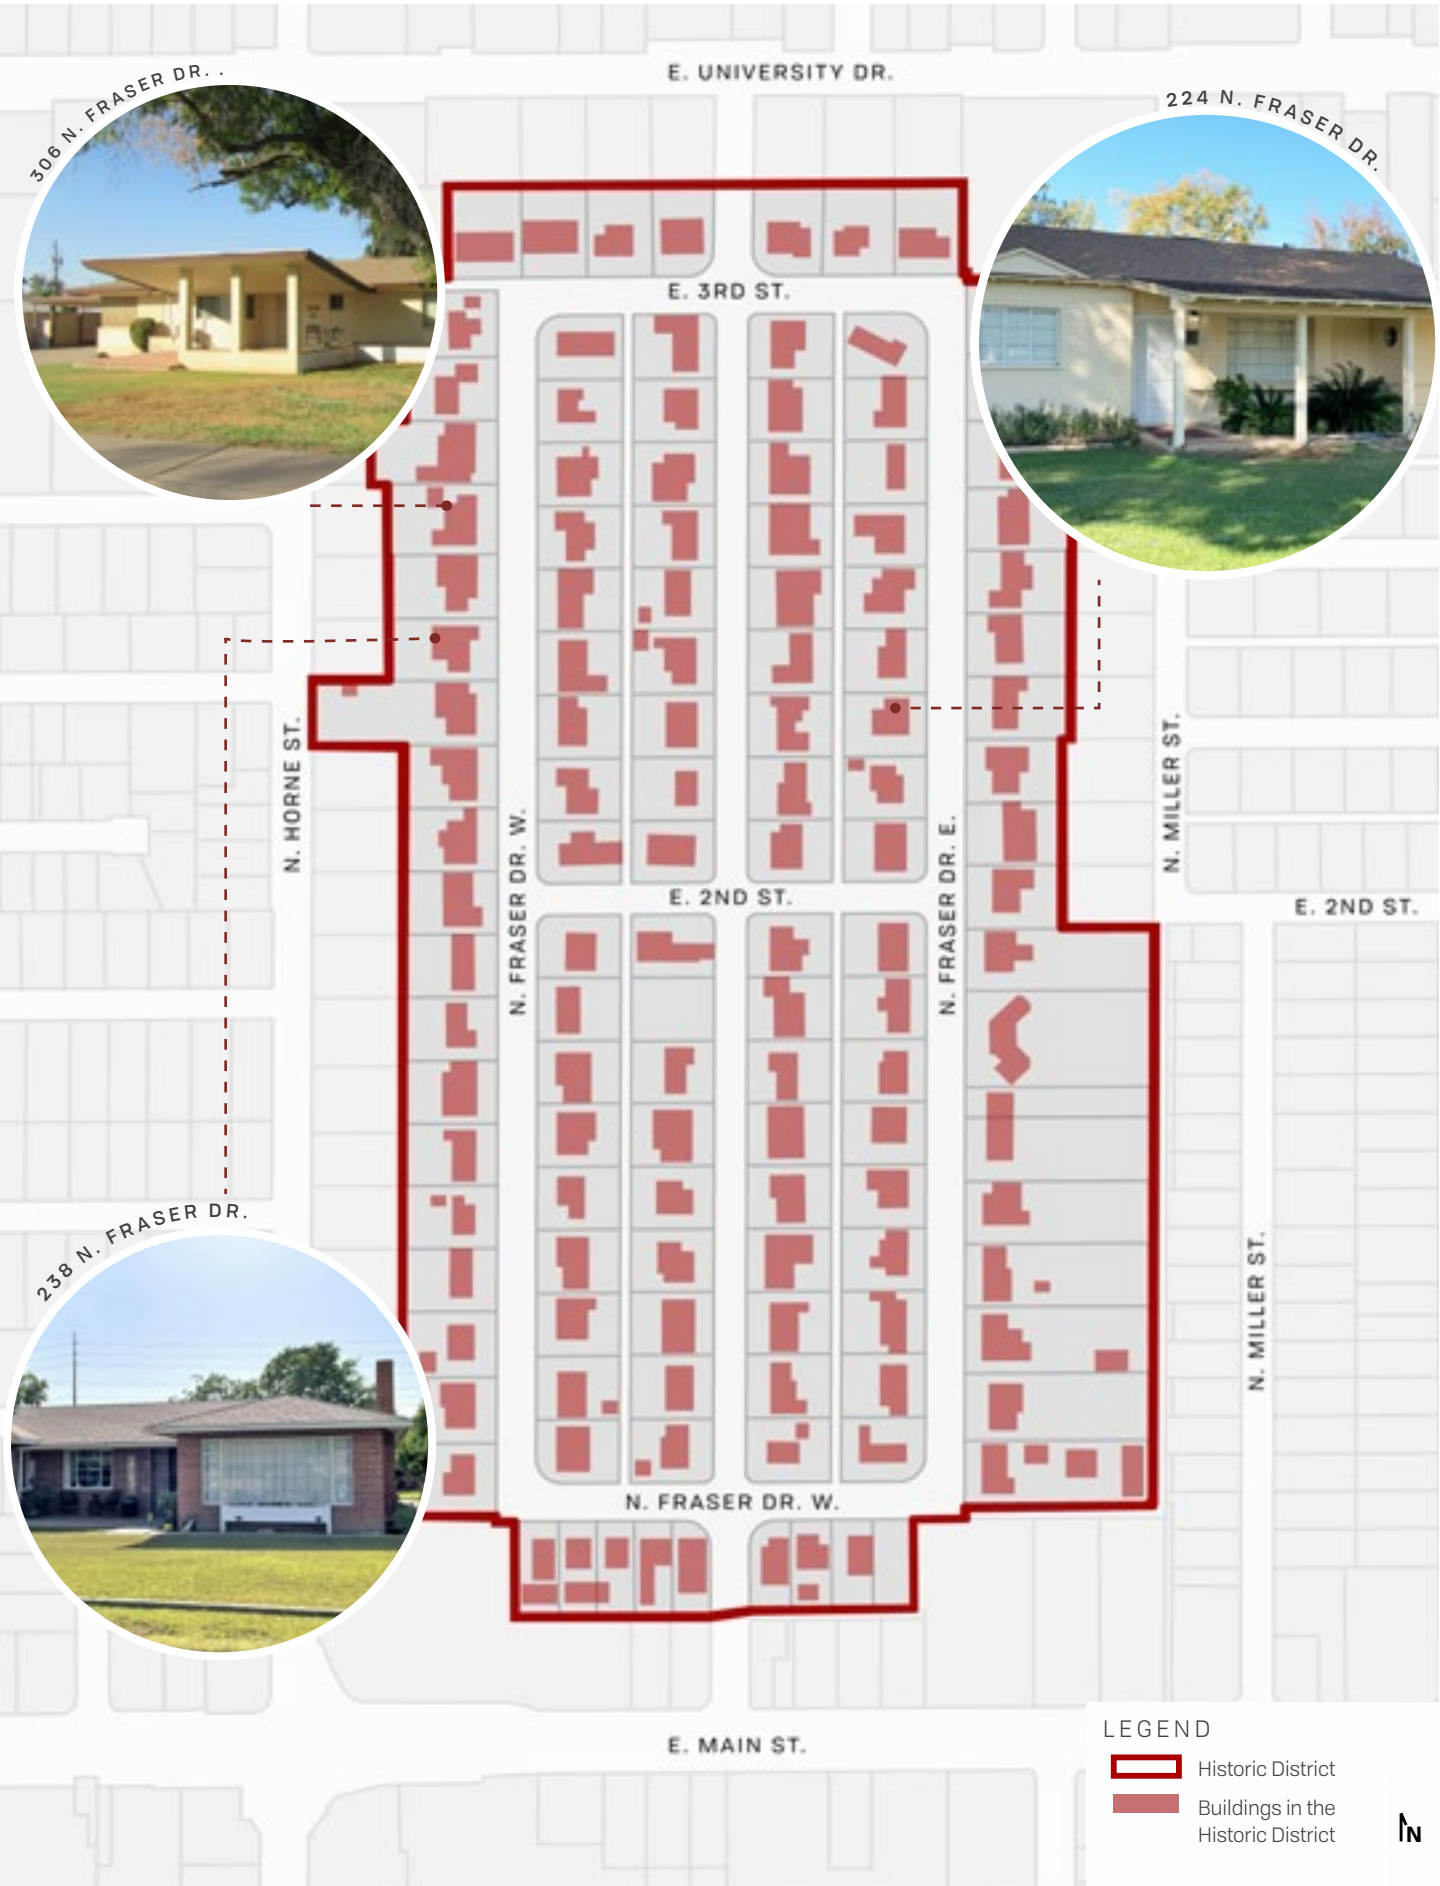 E. UNIVERSITY DR.
306 N. FRASER DR. .
224 N. FRASER DR.
E. 3RD ST.
N. HORNE ST.
N. FRASER DR. W.
N. FRASER DR. E.
N. MILLER ST.
E. 2ND ST.
E. 2ND ST.
238 N. FRASER DR.
N. MILLER ST.
N. FRASER DR. W.
E. MAIN ST.
LEGEND
Historic District
Buildings in the
Historic District
N